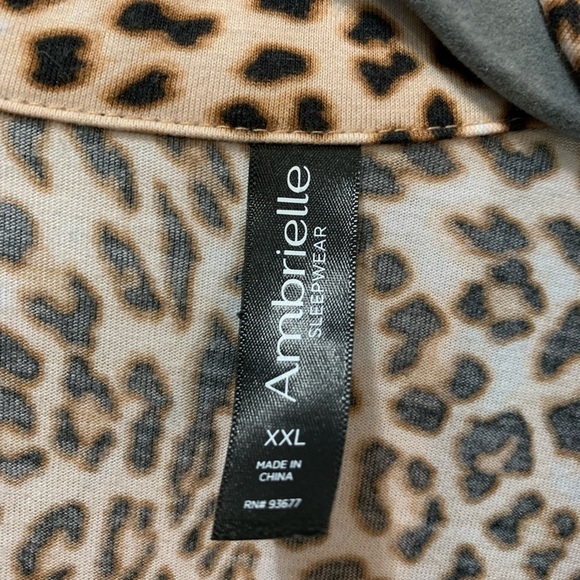 Ambrielle
SLEEPWEAR
XXL
MADE IN
CHINA
RN# 93677